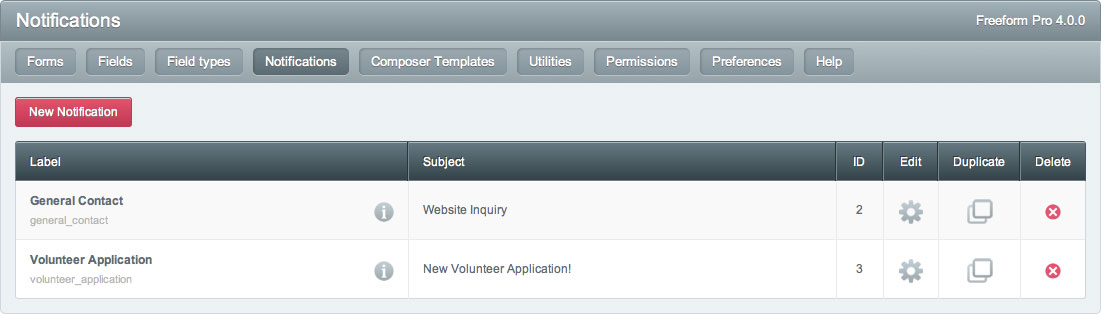 Notifications Freeform Pro 4.0.0
Forms Fields Field types Notifications Composer Templates Utilities Permissions Preferences Help
New Notification
Label Subject ID Edit Duplicate Delete
General Contact
general_contact
Website Inquiry 2
Volunteer Application
volunteer_application
New Volunteer Application! 3